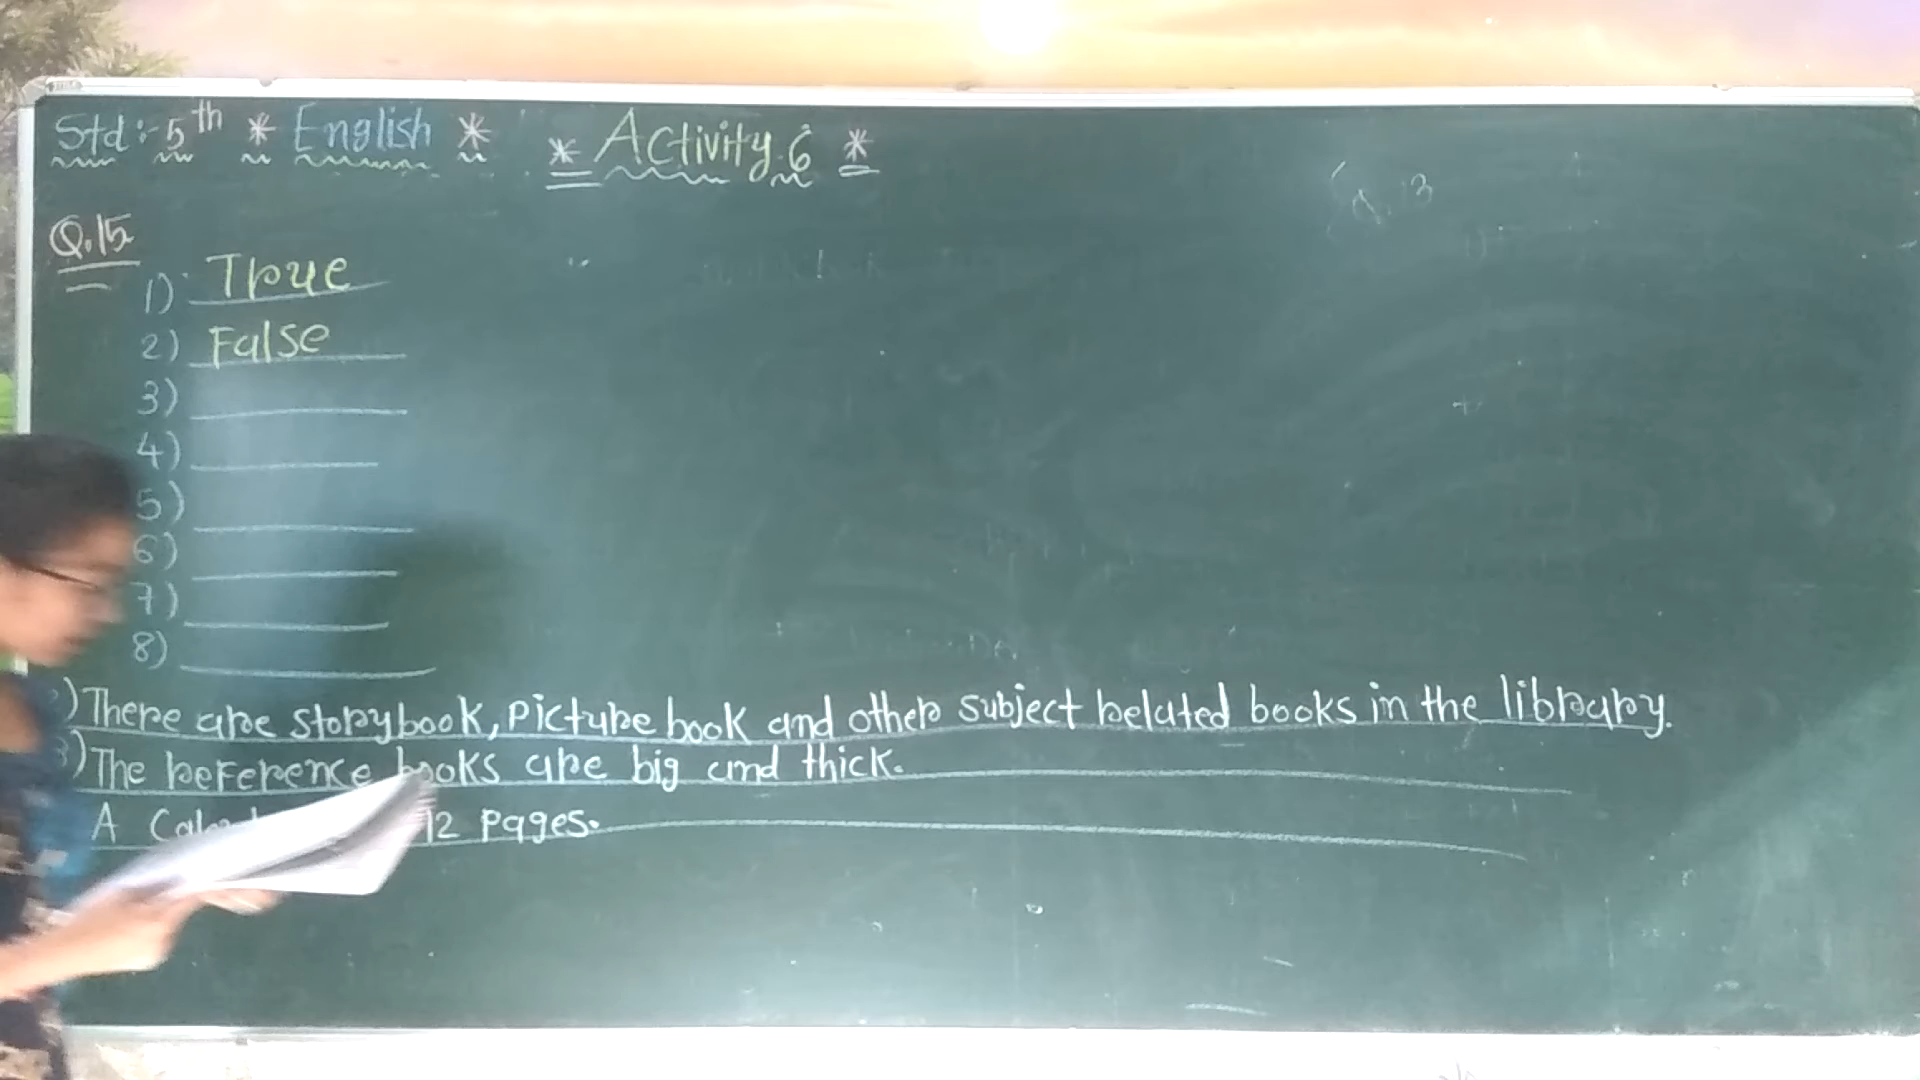 Std:- 5th * English * * Activity.6 *
Q.15
1) True
2) False
3)
4)
5)
6)
7)
8)
) There are storybook, picture book and other subject related books in the library.
3) The reference books are big and thick.
A 12 pages.
Q.13